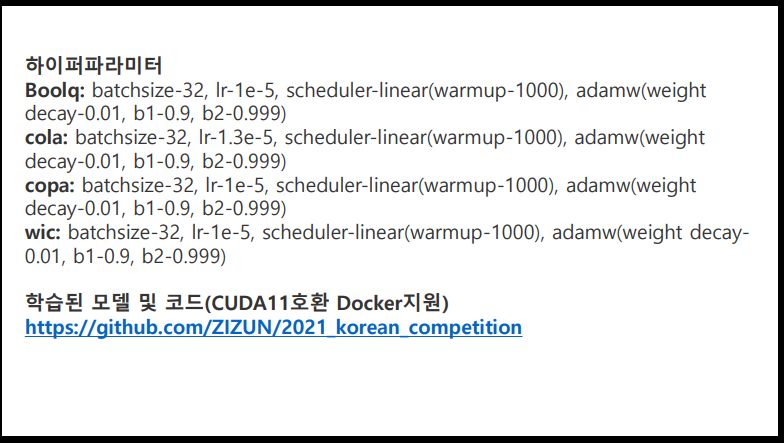 하이퍼파라미터
Boolq: batchsize-32, lr-1e-5, scheduler-linear(warmup-1000), adamw(weight
decay-0.01, b1-0.9, b2-0.999)
cola: batchsize-32, lr-1.3e-5, scheduler-linear(warmup-1000), adamw(weight
decay-0.01, b1-0.9, b2-0.999)
copa: batchsize-32, lr-1e-5, scheduler-linear(warmup-1000), adamw(weight
decay-0.01, b1-0.9, b2-0.999)
wic: batchsize-32, lr-1e-5, scheduler-linear(warmup-1000), adamw(weight decay-
0.01, b1-0.9, b2-0.999)
학습된 모델 및 코드(CUDA11호환 Docker지원)
https://github.com/ZIZUN/2021_korean_competition